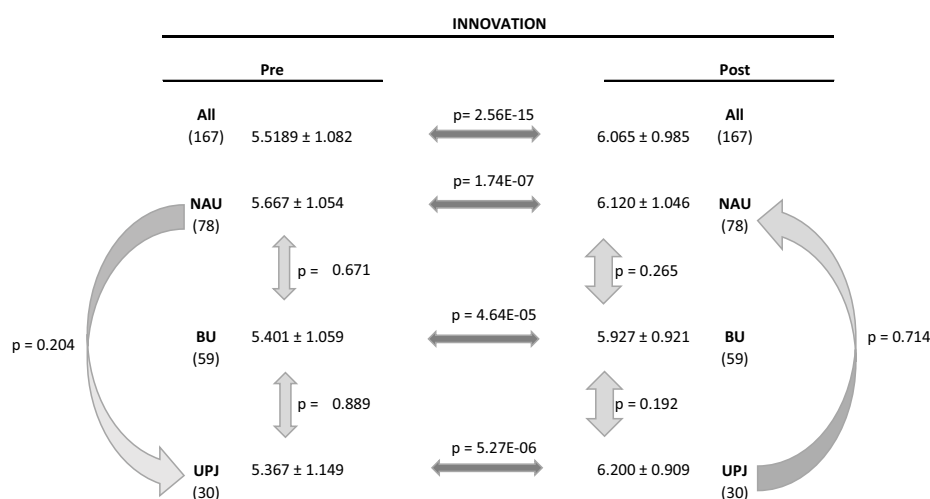 INNOVATION
Pre Post
All p= 2.56E-15 All
(167) 5.5189 ± 1.082 6.065 ± 0.985 (167)
p= 1.74E-07
NAU 5.667 ± 1.054 6.120 ± 1.046 NAU
(78) (78)
p = 0.671 p = 0.265
p = 4.64E-05
p = 0.204 BU 5.401 ± 1.059 5.927 ± 0.921 BU p = 0.714
(59) (59)
p = 0.889 p = 0.192
p = 5.27E-06
UPJ 5.367 ± 1.149 6.200 ± 0.909 UPJ
(30) (30)